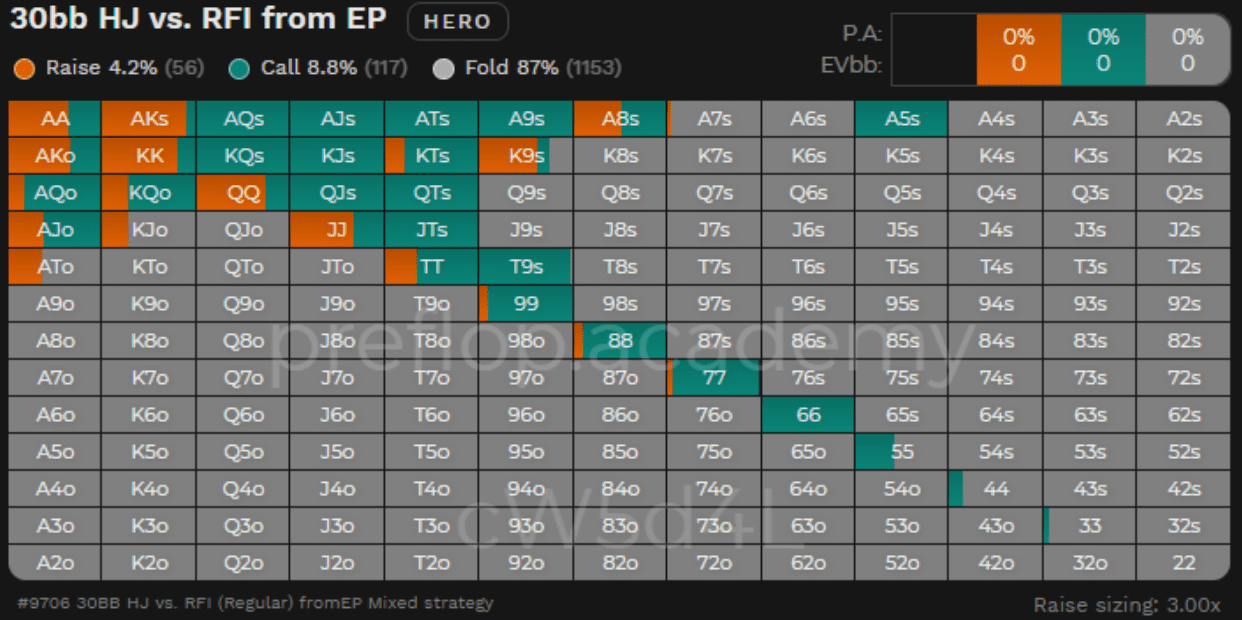 30bb HJ vs. RFI from EP HERO
P.A: 0% 0% 0%
EVbb: 0 0 0
Raise 4.2% (56) Call 8.8% (117) Fold 87% (1153)
AA AKs AQs AJs ATs A9s A8s A7s A6s A5s A4s A3s A2s
AKo KK KQs KJs KTs K9s K8s K7s K6s K5s K4s K3s K2s
AQo KQo QQ QJs QTs Q9s Q8s Q7s Q6s Q5s Q4s Q3s Q2s
AJo KJo QJo JJ JTs J9s J8s J7s J6s J5s J4s J3s J2s
ATo KTo QTo JTo TT T9s T8s T7s T6s T5s T4s T3s T2s
A9o K9o Q9o J9o T9o 99 98s 97s 96s 95s 94s 93s 92s
A8o K8o Q8o J8o T8o 98o 88 87s 86s 85s 84s 83s 82s
preflop.academy
A7o K7o Q7o J7o T7o 97o 87o 77 76s 75s 74s 73s 72s
A6o K6o Q6o J6o T6o 96o 86o 76o 66 65s 64s 63s 62s
A5o K5o Q5o J5o T5o 95o 85o 75o 65o 55 54s 53s 52s
A4o K4o Q4o J4o T4o 94o 84o 74o 64o 54o 44 43s 42s
cW5d4L
A3o K3o Q3o J3o T3o 93o 83o 73o 63o 53o 43o 33 32s
A2o K2o Q2o J2o T2o 92o 82o 72o 62o 52o 42o 32o 22
#9706 30BB HJ vs. RFI (Regular) fromEP Mixed strategy
Raise sizing: 3.00x